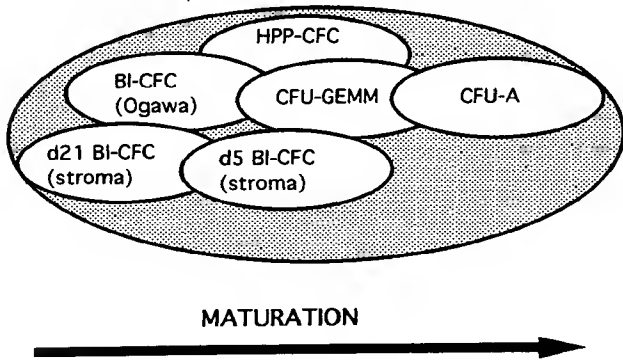 HPP-CFC
BI-CFC
(Ogawa)
CFU-GEMM
CFU-A
d21 BI-CFC
(stroma)
d5 BI-CFC
(stroma)
MATURATION